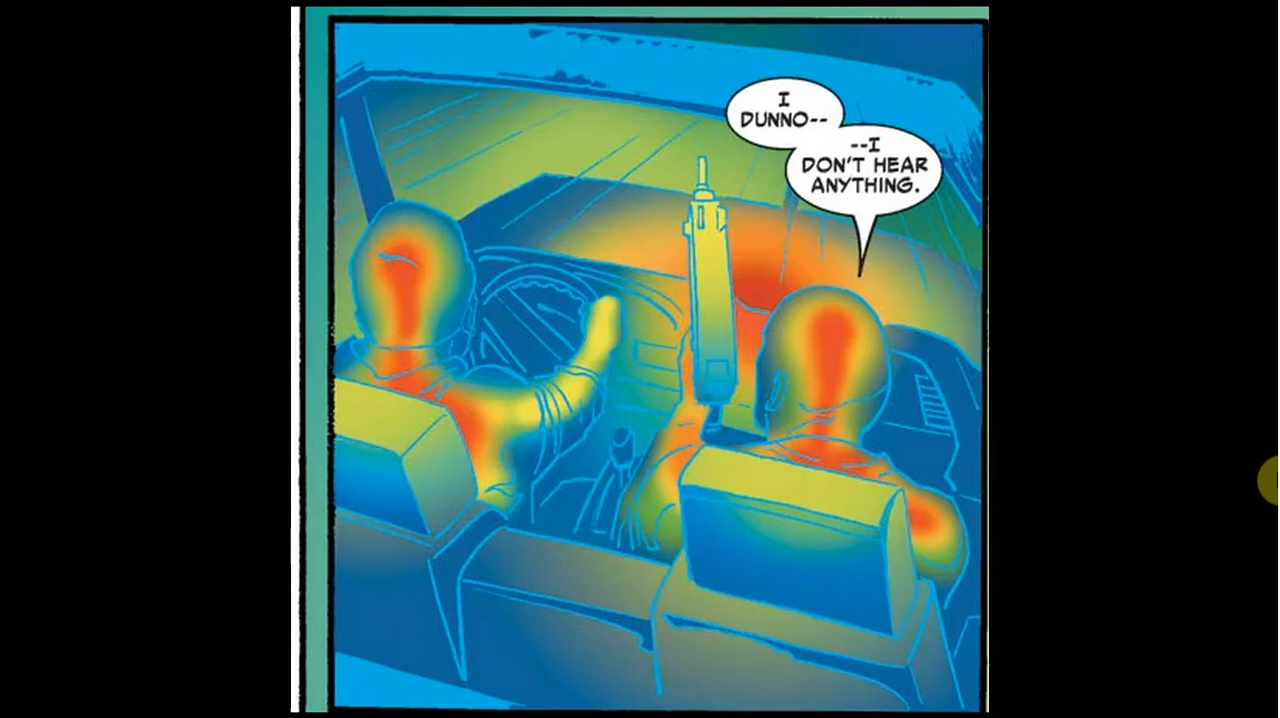 I
DUNNO--
--I
DON'T HEAR
ANYTHING.